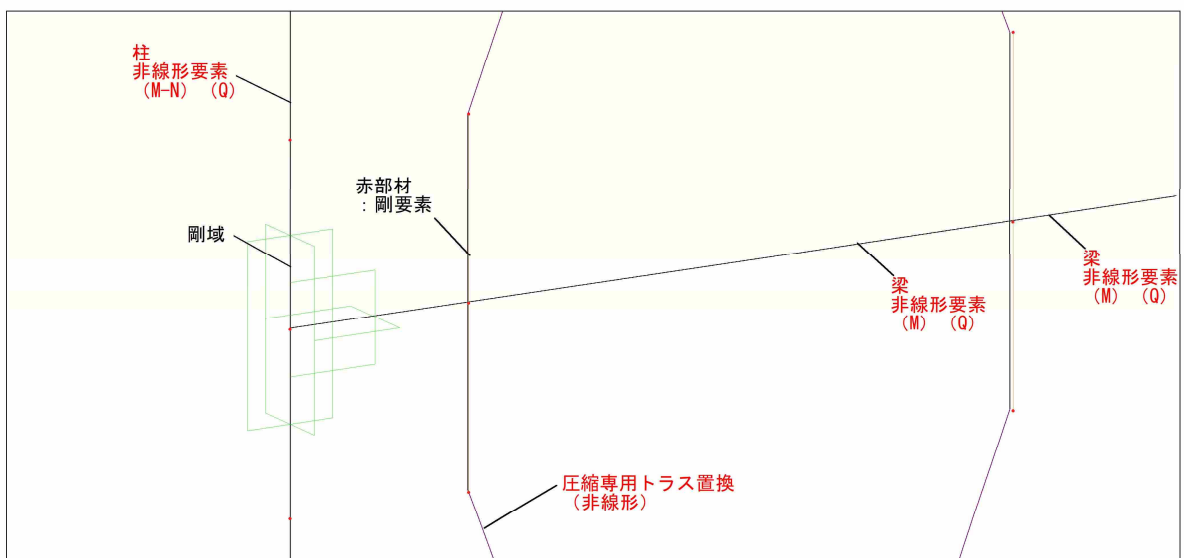 柱
非線形要素
（M-N）（Q）
赤部材
：剛要素
剛域
梁
非線形要素
（M）（Q）
梁
非線形要素
（M）（Q）
圧縮専用トラス置換
（非線形）